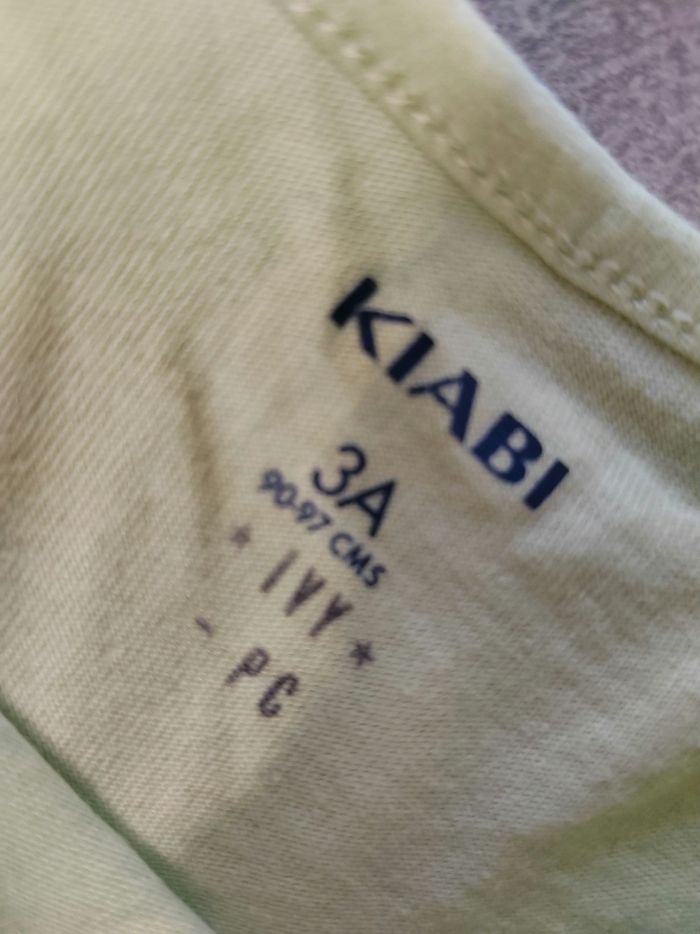 KIABI
3A
90-97 CMS
* IVY *
- PC